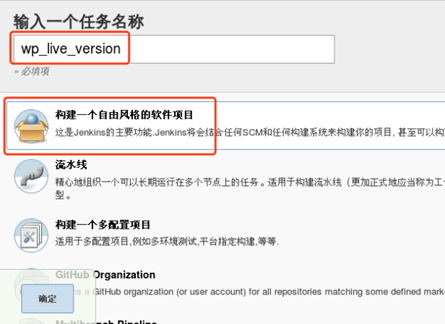 输入一个任务名称
wp_live_version
» 必填项
构建一个自由风格的软件项目
这是Jenkins的主要功能.Jenkins将会结合任何SCM和任何构建系统来构建你的项目, 甚至可以构
流水线
精心地组织一个可以长期运行在多个节点上的任务。适用于构建流水线（更加正式地应当称为工
型。
构建一个多配置项目
适用于多配置项目,例如多环境测试,平台指定构建,等等.
GitHub Organization
a GitHub organization (or user account) for all repositories matching some defined mark
确定
Multibranch Pipeline